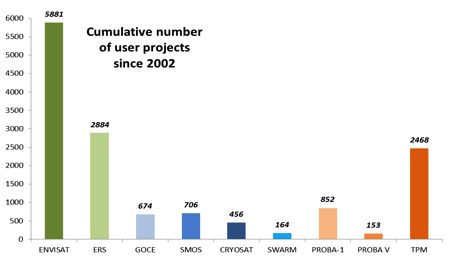 Cumulative number
of user projects
since 2002
6000
5500
5000
4500
4000
3500
3000
2500
2000
1500
1000
500
0
5881
2884
674
706
456
164
852
153
2468
ENVISAT
ERS
GOCE
SMOS
CRYOSAT
SWARM
PROBA-1
PROBA V
TPM